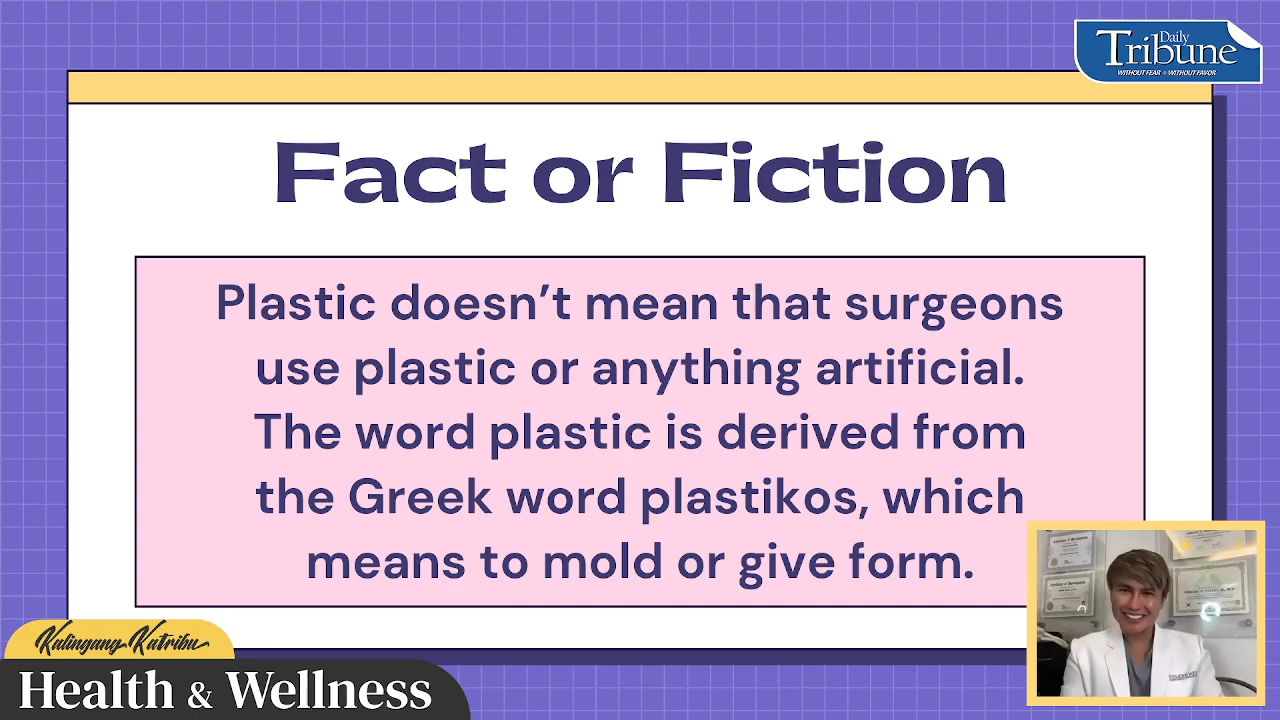 Daily
Tribune
WITHOUT FEAR • WITHOUT FAVOR
Fact or Fiction
Plastic doesn’t mean that surgeons
use plastic or anything artificial.
The word plastic is derived from
the Greek word plastikos, which
means to mold or give form.
Kalingang Katribu
Health & Wellness